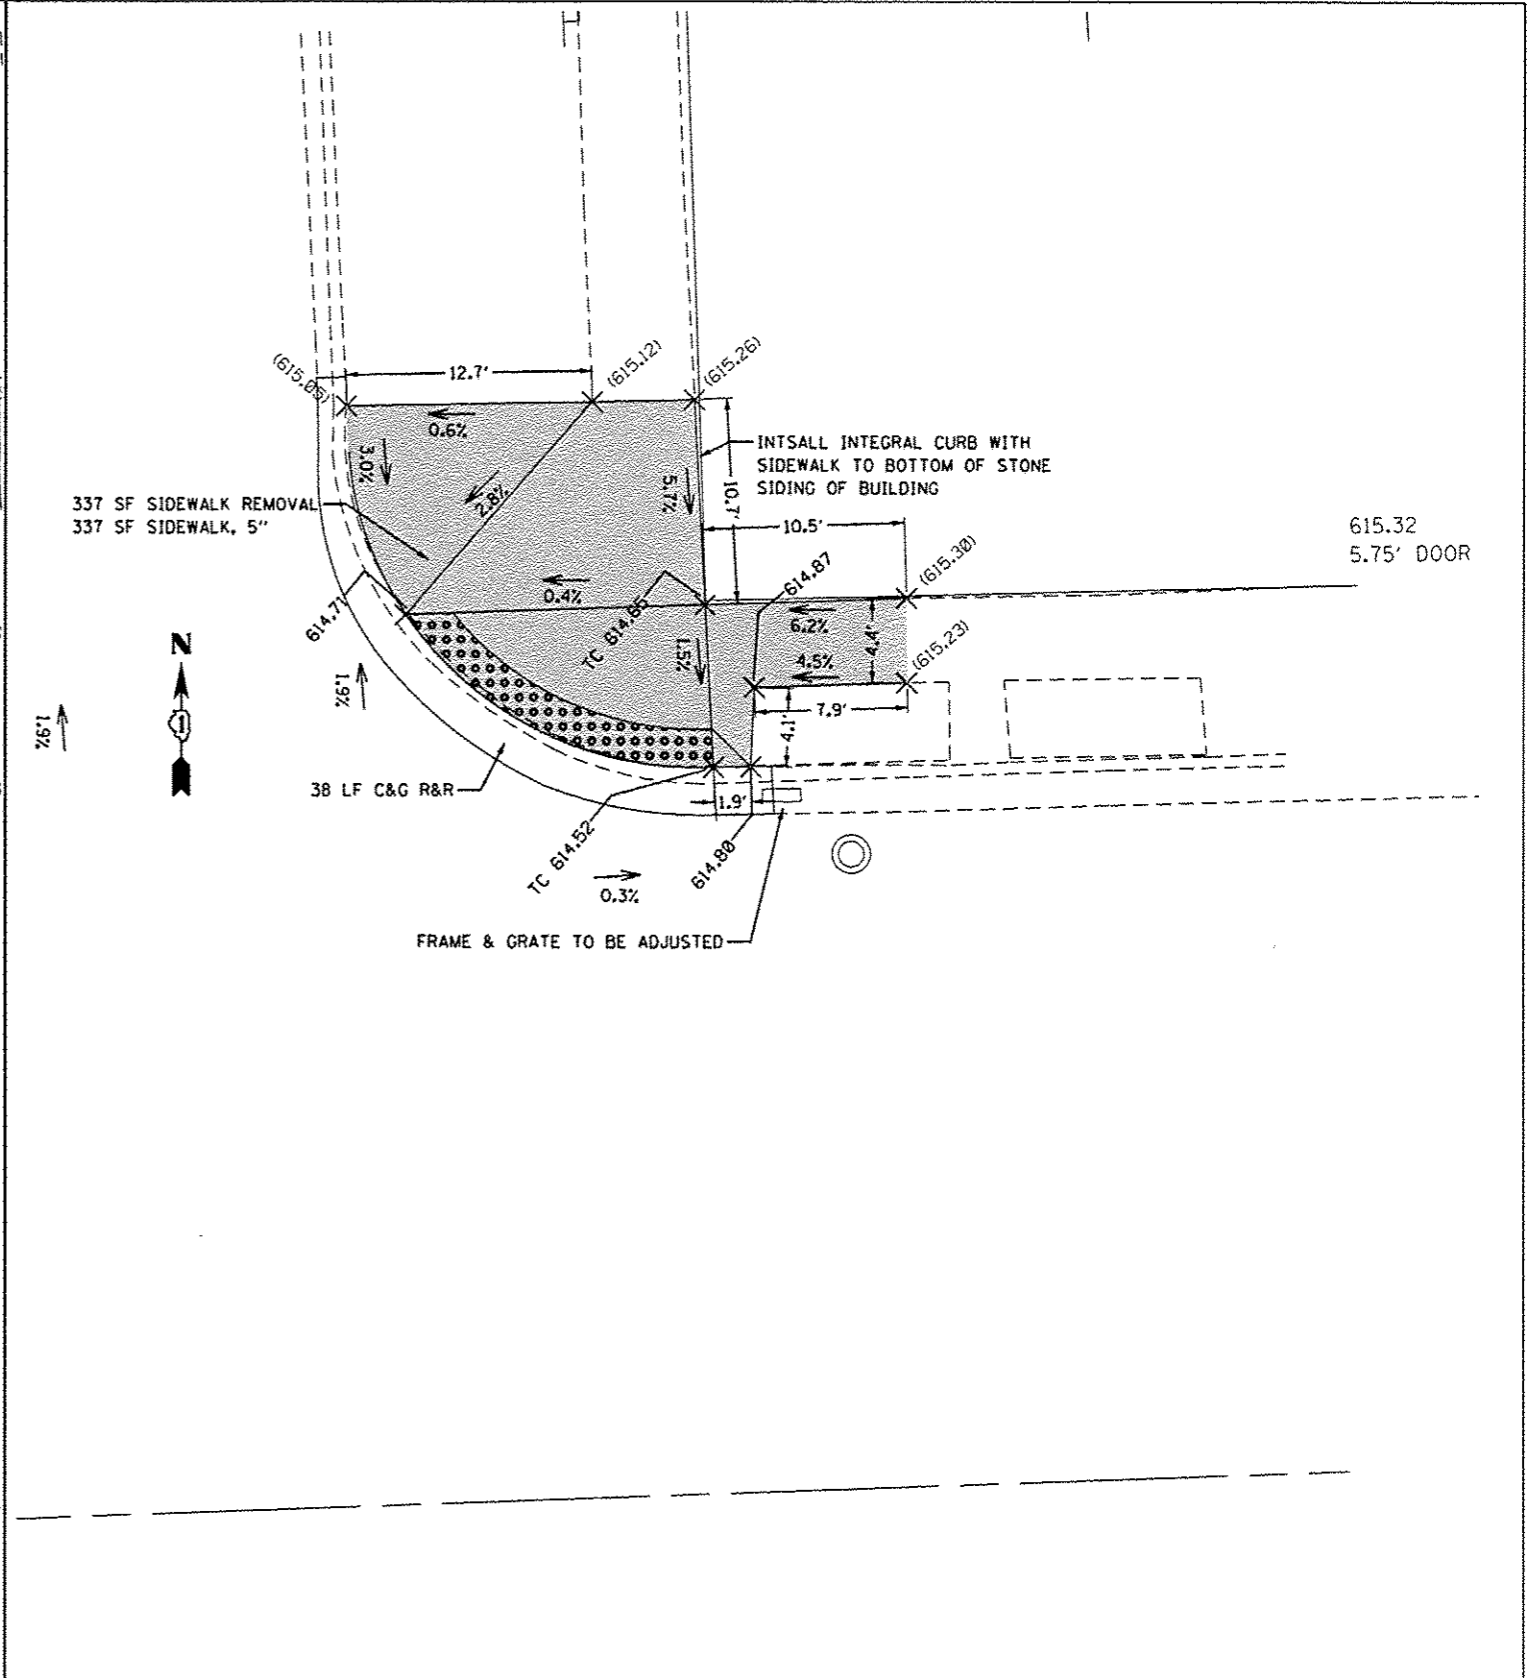 (615.05)
12.7'
(615.12)
(615.26)
0.6%
3.0%
2.8%
5.7%
10.7'
INTSALL INTEGRAL CURB WITH
SIDEWALK TO BOTTOM OF STONE
SIDING OF BUILDING
337 SF SIDEWALK REMOVAL
337 SF SIDEWALK, 5"
10.5'
615.32
5.75' DOOR
(615.30)
614.87
0.4%
614.71
TC 614.65
6.2%
4.4'
(615.23)
1.5%
4.5%
N
1
1.9%
1.9%
7.9'
4.1'
38 LF C&G R&R
1.9'
TC 614.52
614.80
0.3%
FRAME & GRATE TO BE ADJUSTED